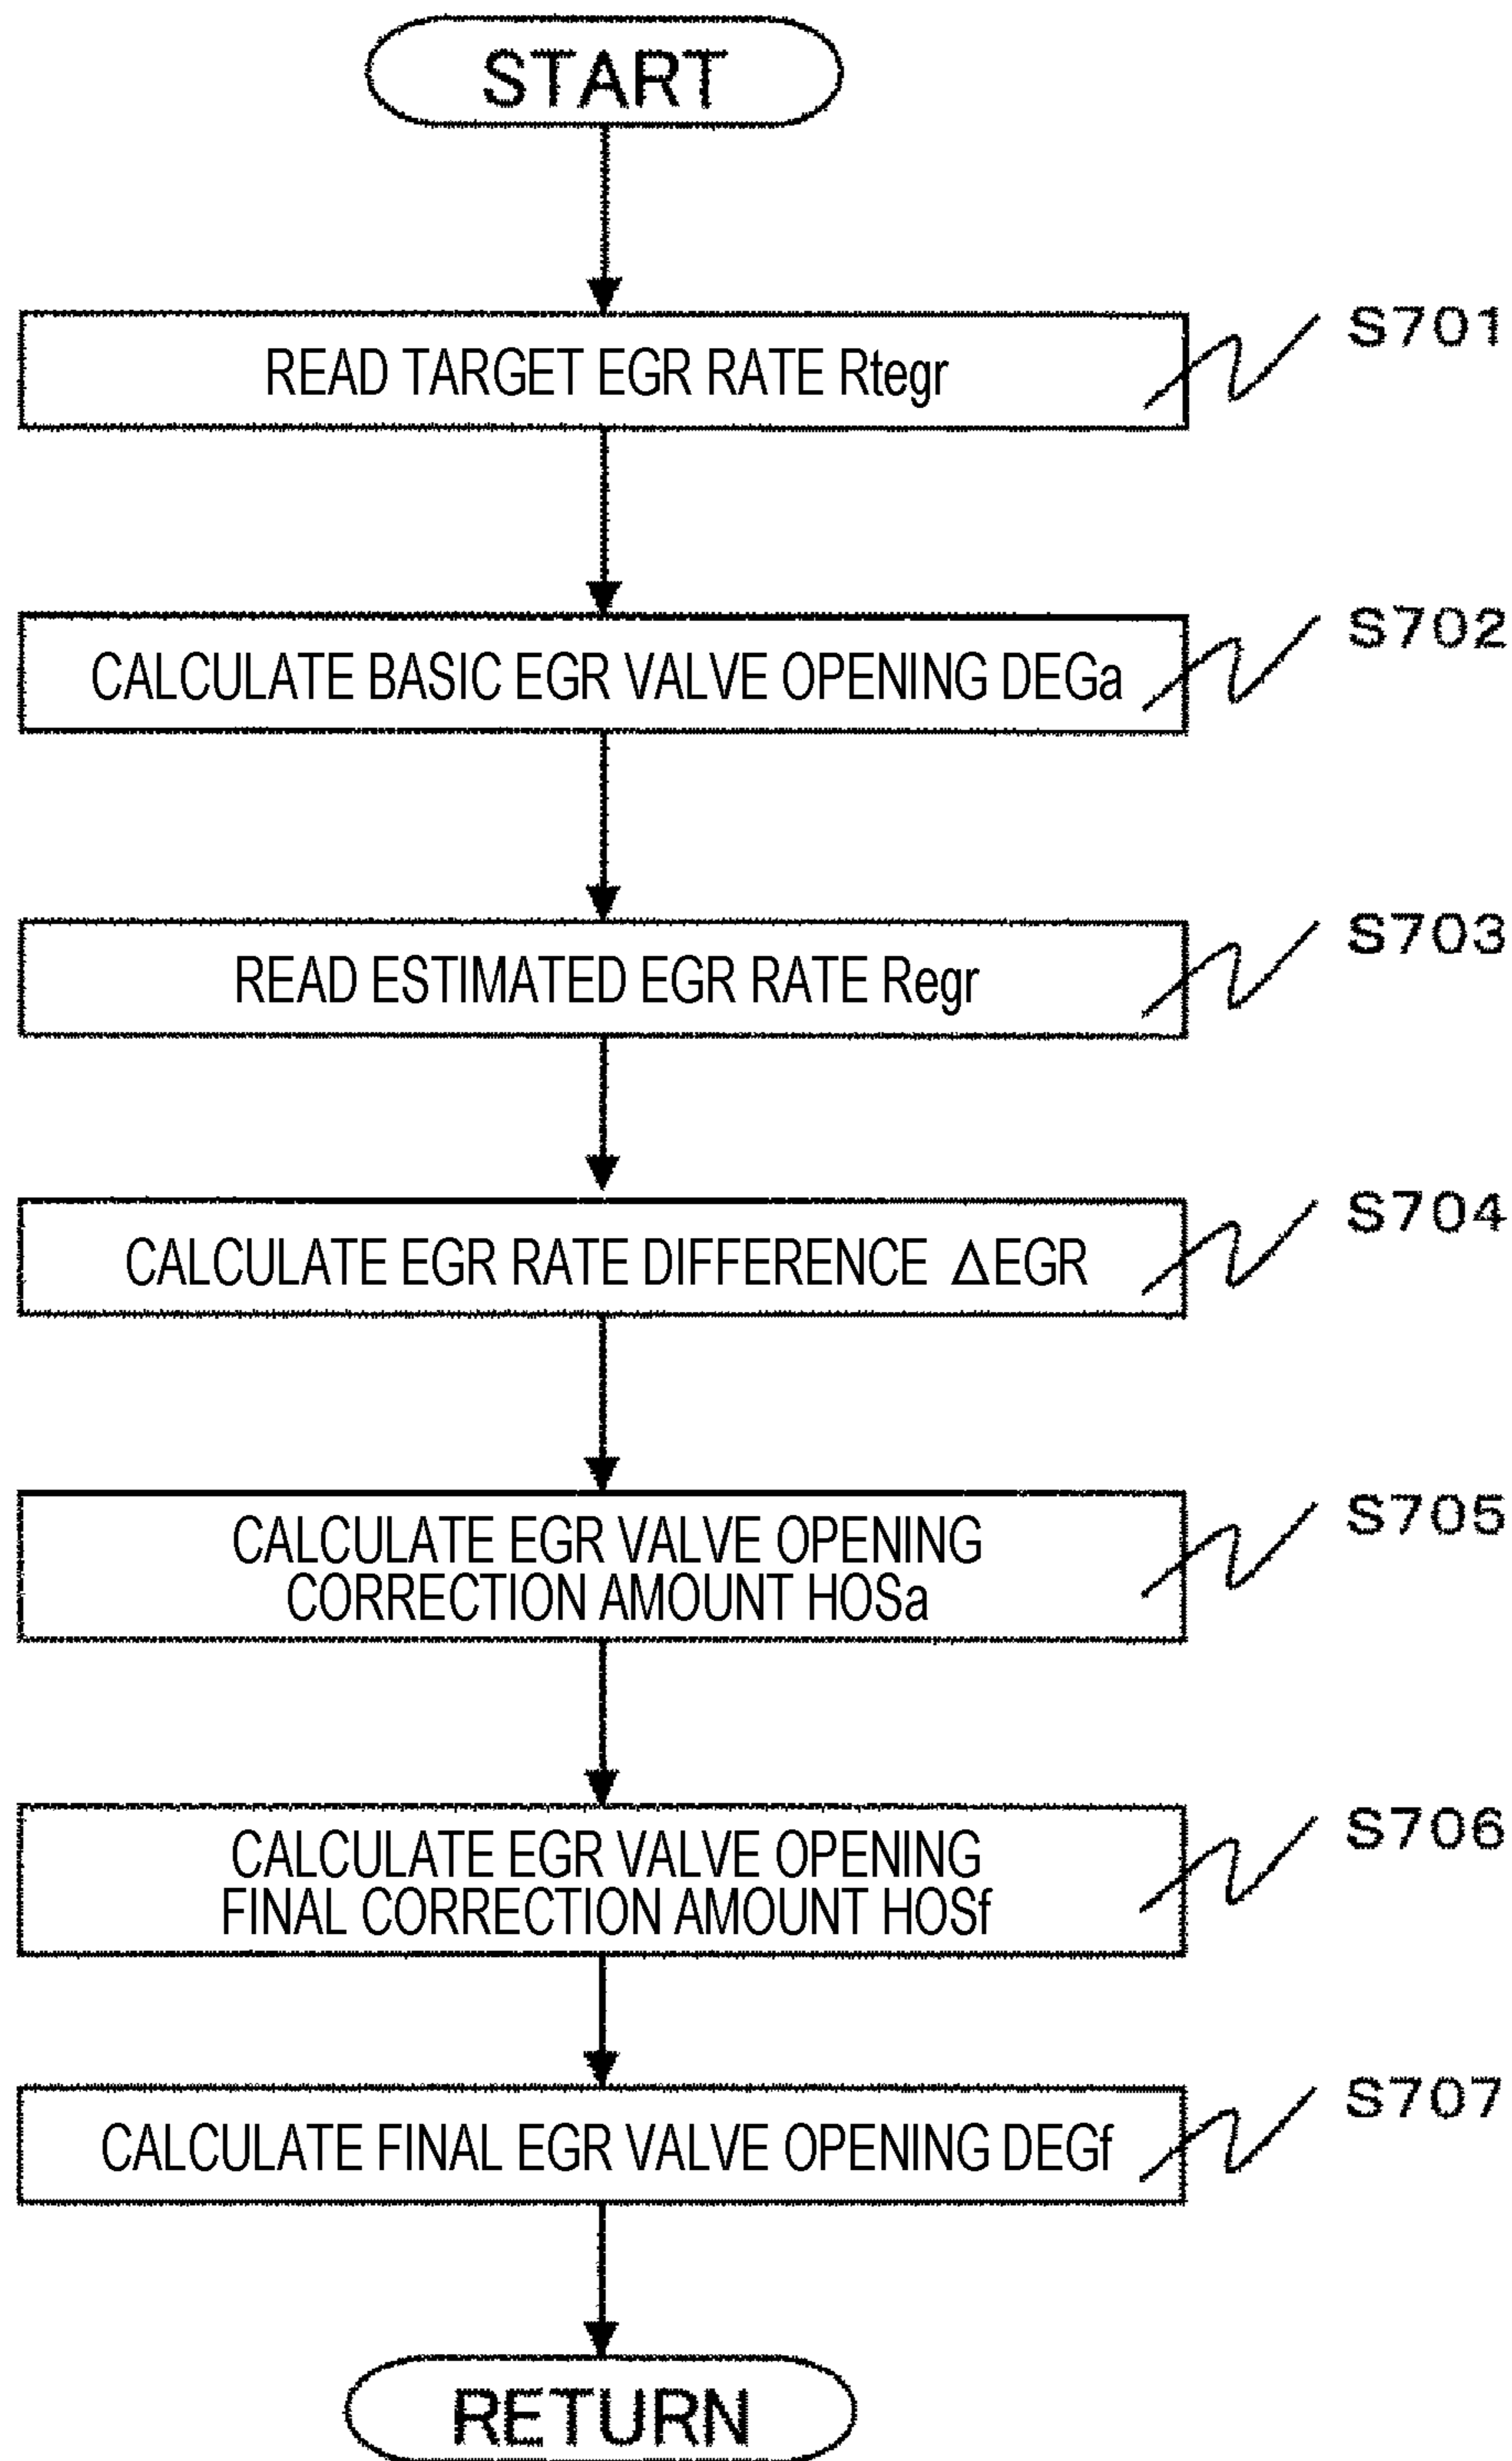 START
READ TARGET EGR RATE Rtegr
S701
CALCULATE BASIC EGR VALVE OPENING DEGa
S702
READ ESTIMATED EGR RATE Regr
S703
CALCULATE EGR RATE DIFFERENCE ΔEGR
S704
CALCULATE EGR VALVE OPENING
CORRECTION AMOUNT HOSa
S705
CALCULATE EGR VALVE OPENING
FINAL CORRECTION AMOUNT HOSf
S706
CALCULATE FINAL EGR VALVE OPENING DEGf
S707
RETURN